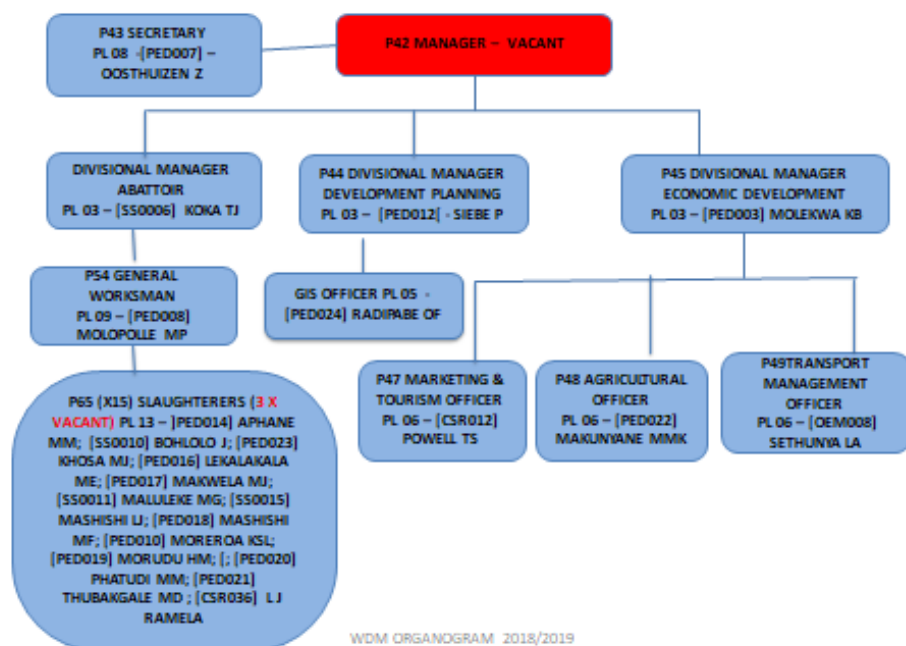 P43 SECRETARY
PL 08 -[PED007] –
OOSTHUIZEN Z
P42 MANAGER – VACANT
DIVISIONAL MANAGER
ABATTOIR
PL 03 – [SS0006] KOKA TJ
P44 DIVISIONAL MANAGER
DEVELOPMENT PLANNING
PL 03 – [PED012[ - SIEBE P
P45 DIVISIONAL MANAGER
ECONOMIC DEVELOPMENT
PL 03 – [PED003] MOLEKWA KB
P54 GENERAL
WORKSMAN
PL 09 – [PED008]
MOLOPOLLE MP
GIS OFFICER PL 05 -
[PED024] RADIPABE OF
P47 MARKETING &
TOURISM OFFICER
PL 06 – [CSR012]
POWELL TS
P48 AGRICULTURAL
OFFICER
PL 06 – [PED022]
MAKUNYANE MMK
P49TRANSPORT
MANAGEMENT
OFFICER
PL 06 – [OEM008]
SETHUNYA LA
P65 (X15) SLAUGHTERERS (3 X
VACANT) PL 13 – ]PED014] APHANE
MM; [SS0010] BOHLOLO J; [PED023]
KHOSA MJ; [PED016] LEKALAKALA
ME; [PED017] MAKWELA MJ;
[SS0011] MALULEKE MG; [SS0015]
MASHISHI LJ; [PED018] MASHISHI
MF; [PED010] MOREROA KSL;
[PED019] MORUDU HM; [; [PED020]
PHATUDI MM; [PED021]
THUBAKGALE MD ; [CSR036] L J
RAMELA
WDM ORGANOGRAM 2018/2019